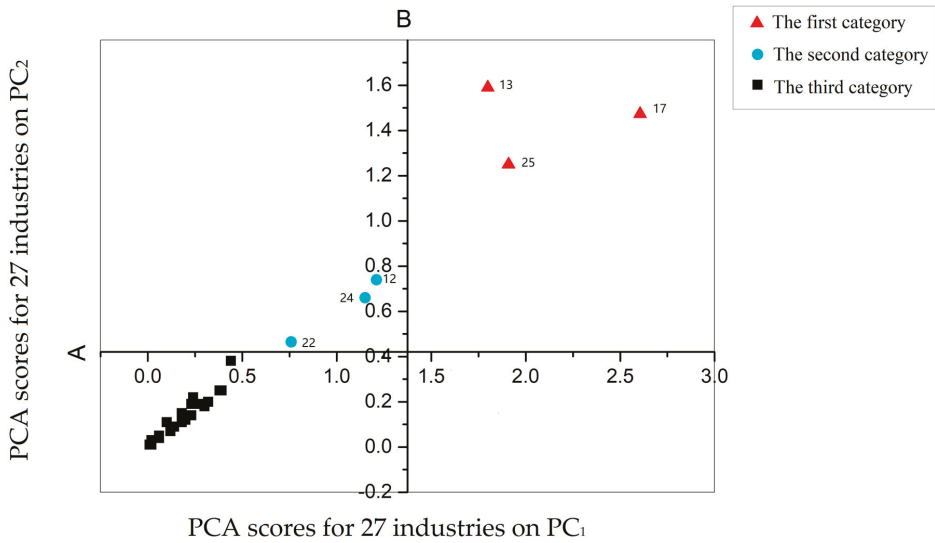 B
The first category
The second category
The third category
PCA scores for 27 industries on PC₂
1.6
1.4
1.2
1.0
0.8
0.6
0.4
0.2
0.0
-0.2
13
17
25
12
24
22
A
0.0 0.5 1.0 1.5 2.0 2.5 3.0
PCA scores for 27 industries on PC₁